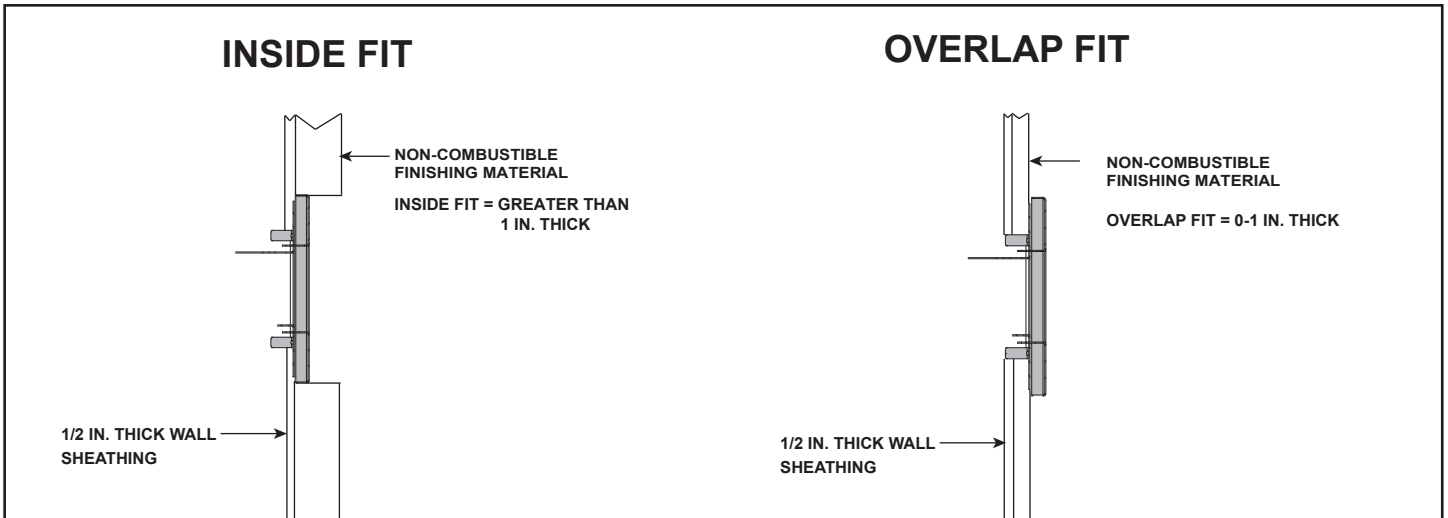 INSIDE FIT
NON-COMBUSTIBLE
FINISHING MATERIAL
INSIDE FIT = GREATER THAN
1 IN. THICK
1/2 IN. THICK WALL
SHEATHING
OVERLAP FIT
NON-COMBUSTIBLE
FINISHING MATERIAL
OVERLAP FIT = 0-1 IN. THICK
1/2 IN. THICK WALL
SHEATHING